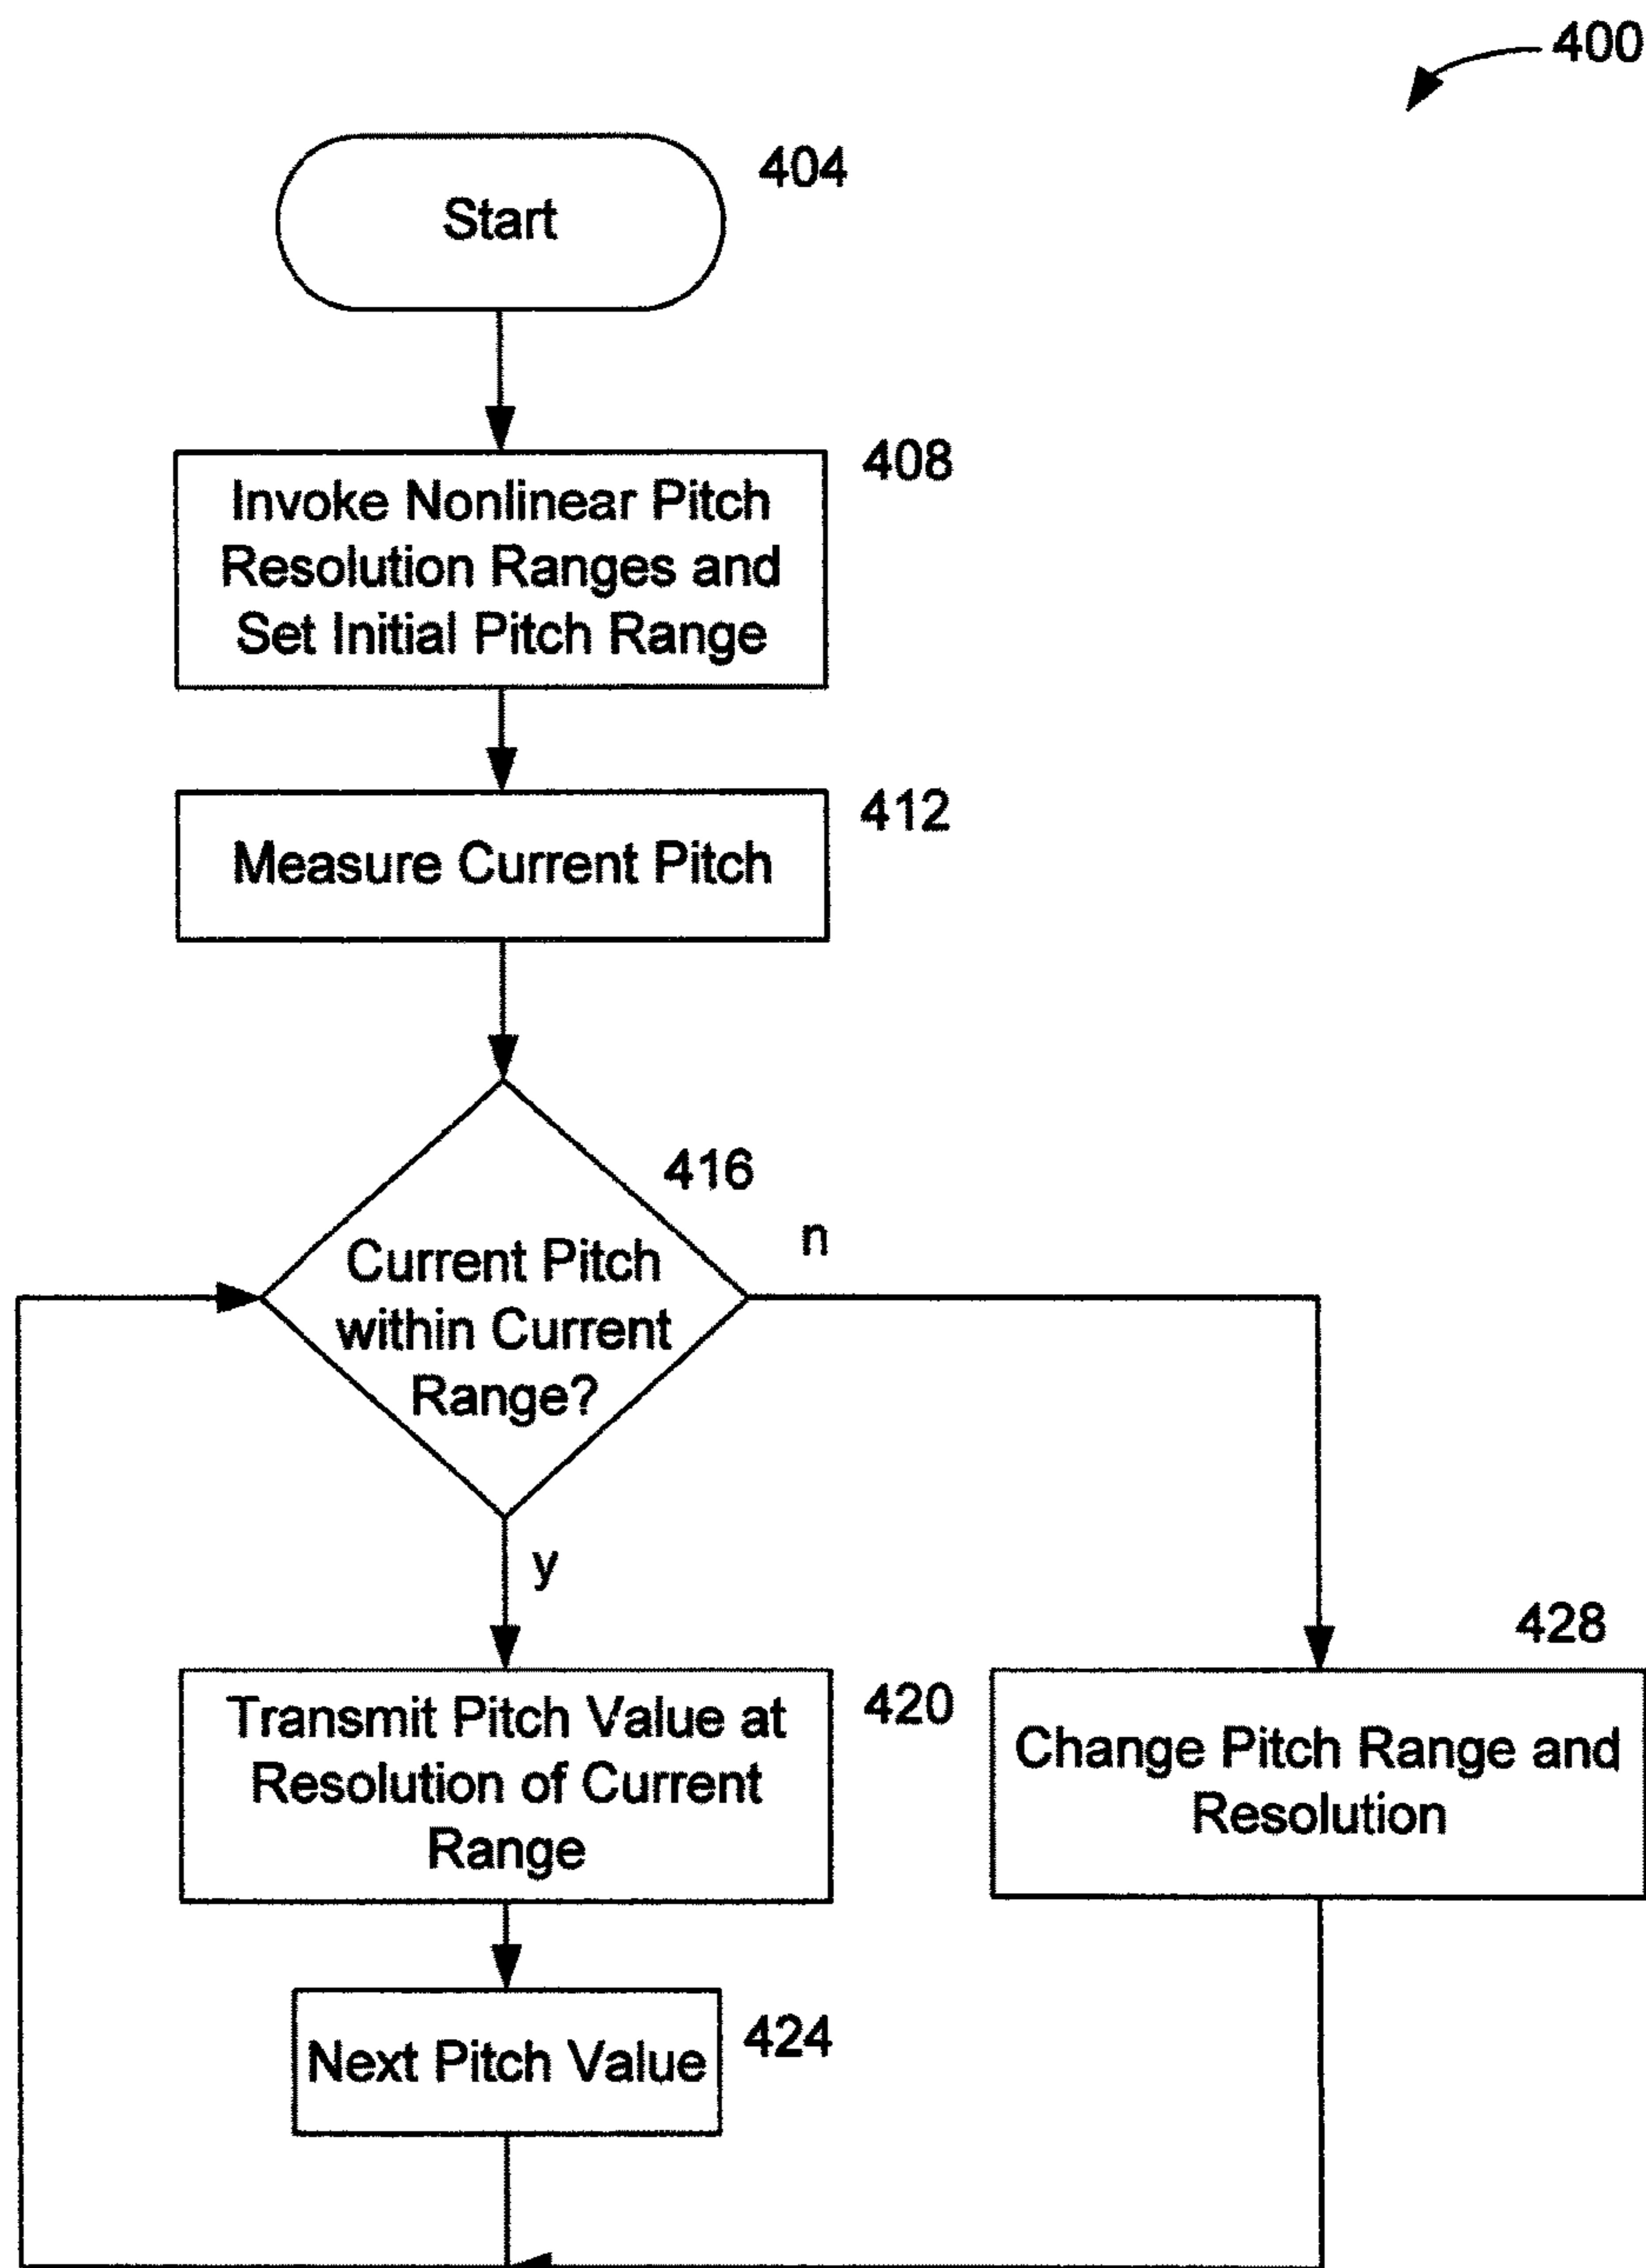 400
404
Start
408
Invoke Nonlinear Pitch
Resolution Ranges and
Set Initial Pitch Range
412
Measure Current Pitch
416
n
Current Pitch
within Current
Range?
y
428
420
Transmit Pitch Value at
Resolution of Current
Range
Change Pitch Range and
Resolution
424
Next Pitch Value